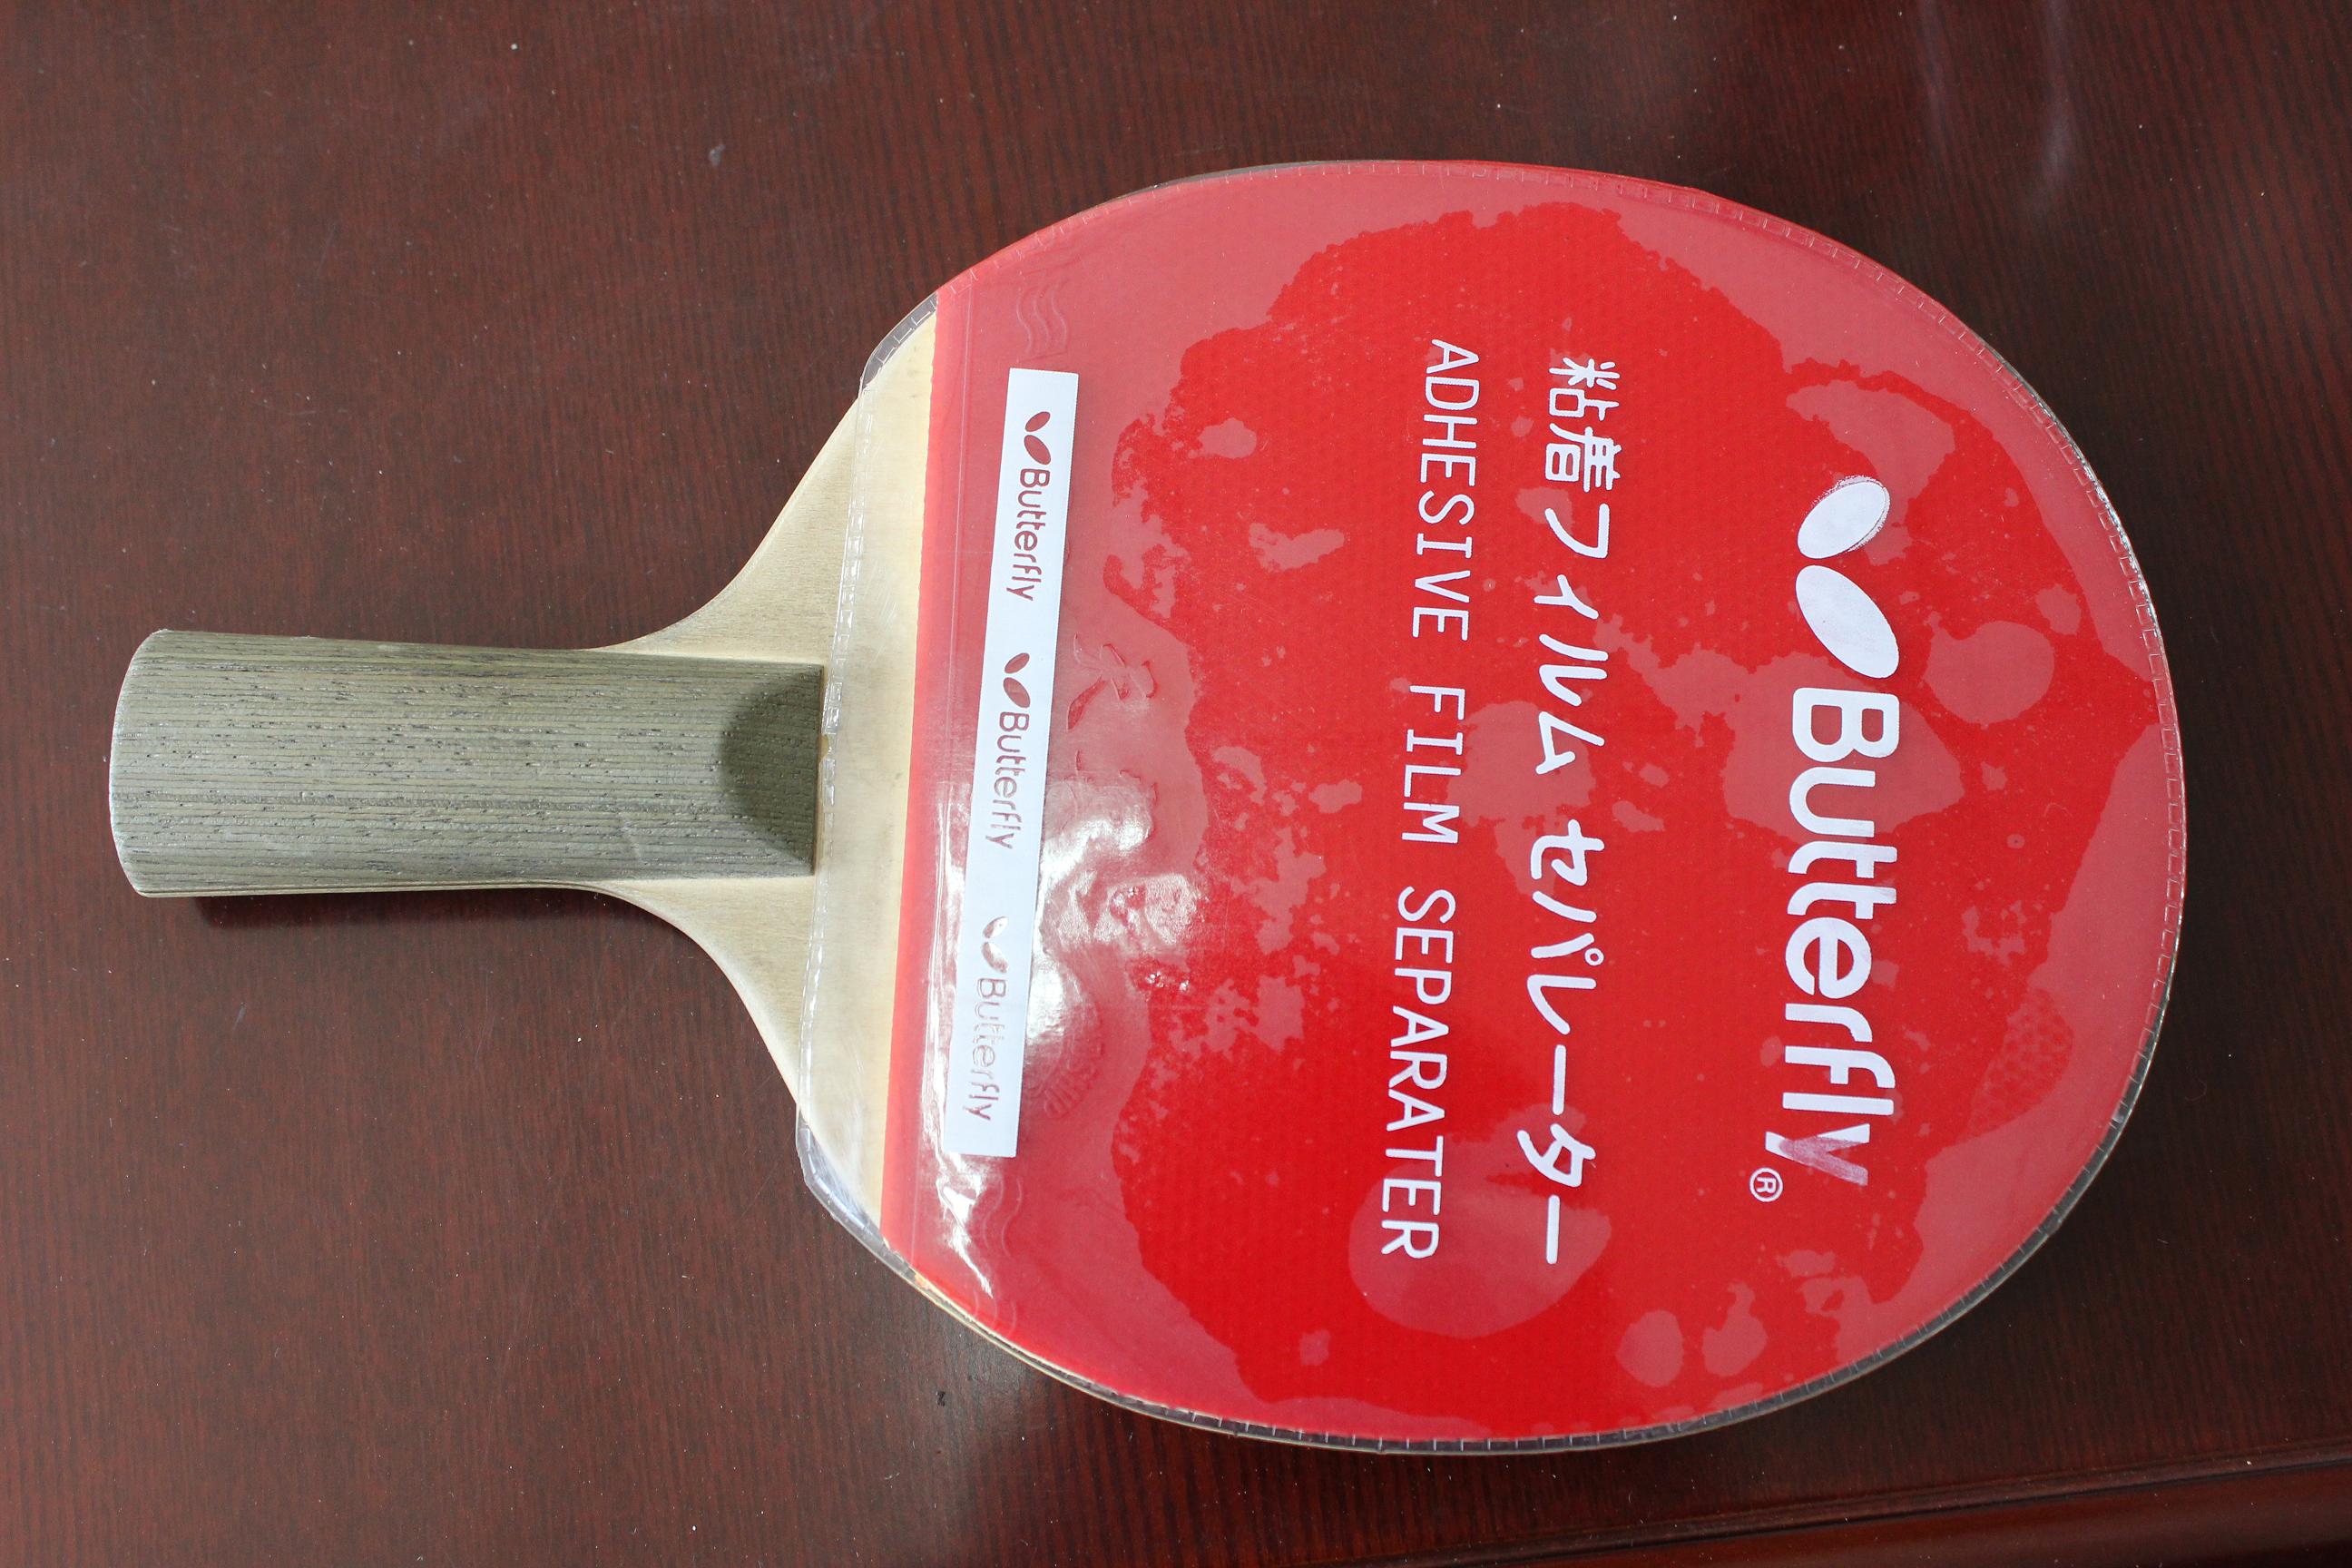 Butterfly®
粘着フィルム セパレーター
ADHESIVE FILM SEPARATER
Butterfly Butterfly Butterfly